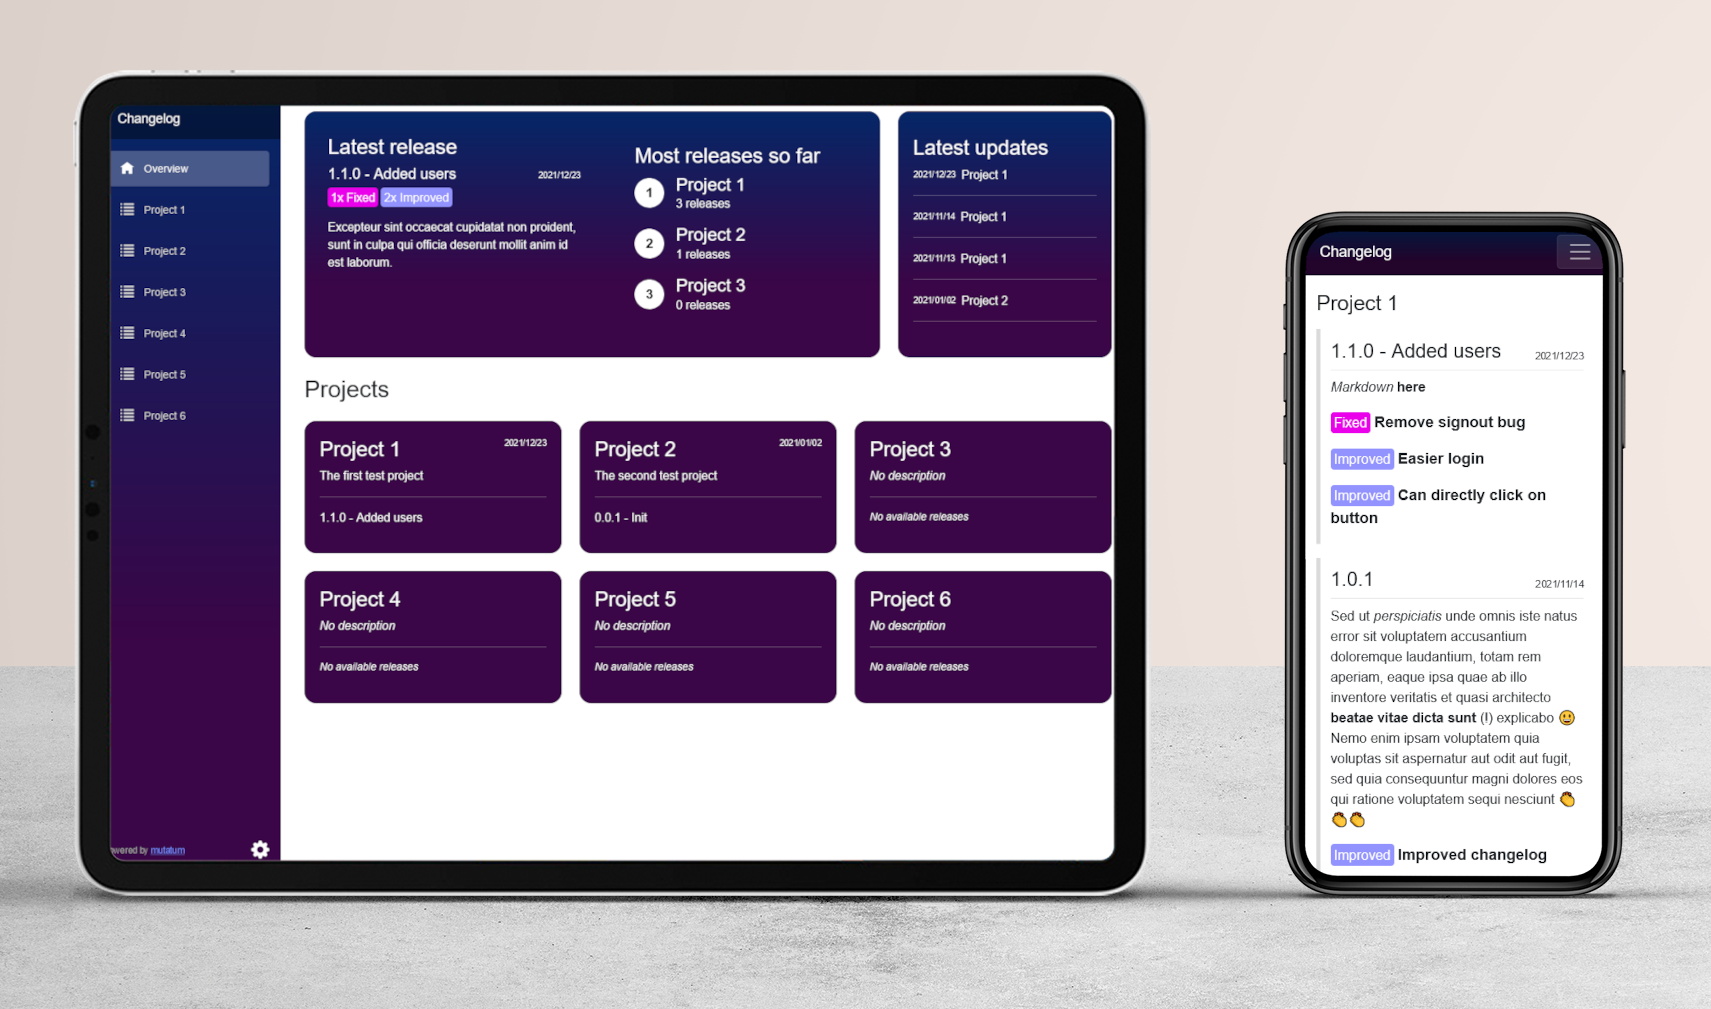 Changelog
Overview
Project 1
Project 2
Project 3
Project 4
Project 5
Project 6
wered by mutatum
Latest release
1.1.0 - Added users 2021/12/23
1x Fixed 2x Improved
Excepteur sint occaecat cupidatat non proident,
sunt in culpa qui officia deserunt mollit anim id
est laborum.
Most releases so far
1 Project 1
3 releases
2 Project 2
1 releases
3 Project 3
0 releases
Latest updates
2021/12/23 Project 1
2021/11/14 Project 1
2021/11/13 Project 1
2021/01/02 Project 2
Projects
Project 1 2021/12/23
The first test project
1.1.0 - Added users
Project 2 2021/01/02
The second test project
0.0.1 - Init
Project 3
No description
No available releases
Project 4
No description
No available releases
Project 5
No description
No available releases
Project 6
No description
No available releases
Changelog
Project 1
1.1.0 - Added users 2021/12/23
Markdown here
Fixed Remove signout bug
Improved Easier login
Improved Can directly click on
button
1.0.1 2021/11/14
Sed ut perspiciatis unde omnis iste natus
error sit voluptatem accusantium
doloremque laudantium, totam rem
aperiam, eaque ipsa quae ab illo
inventore veritatis et quasi architecto
beatae vitae dicta sunt (!) explicabo 🙂
Nemo enim ipsam voluptatem quia
voluptas sit aspernatur aut odit aut fugit,
sed quia consequuntur magni dolores eos
qui ratione voluptatem sequi nesciunt 👏
👏👏
Improved Improved changelog